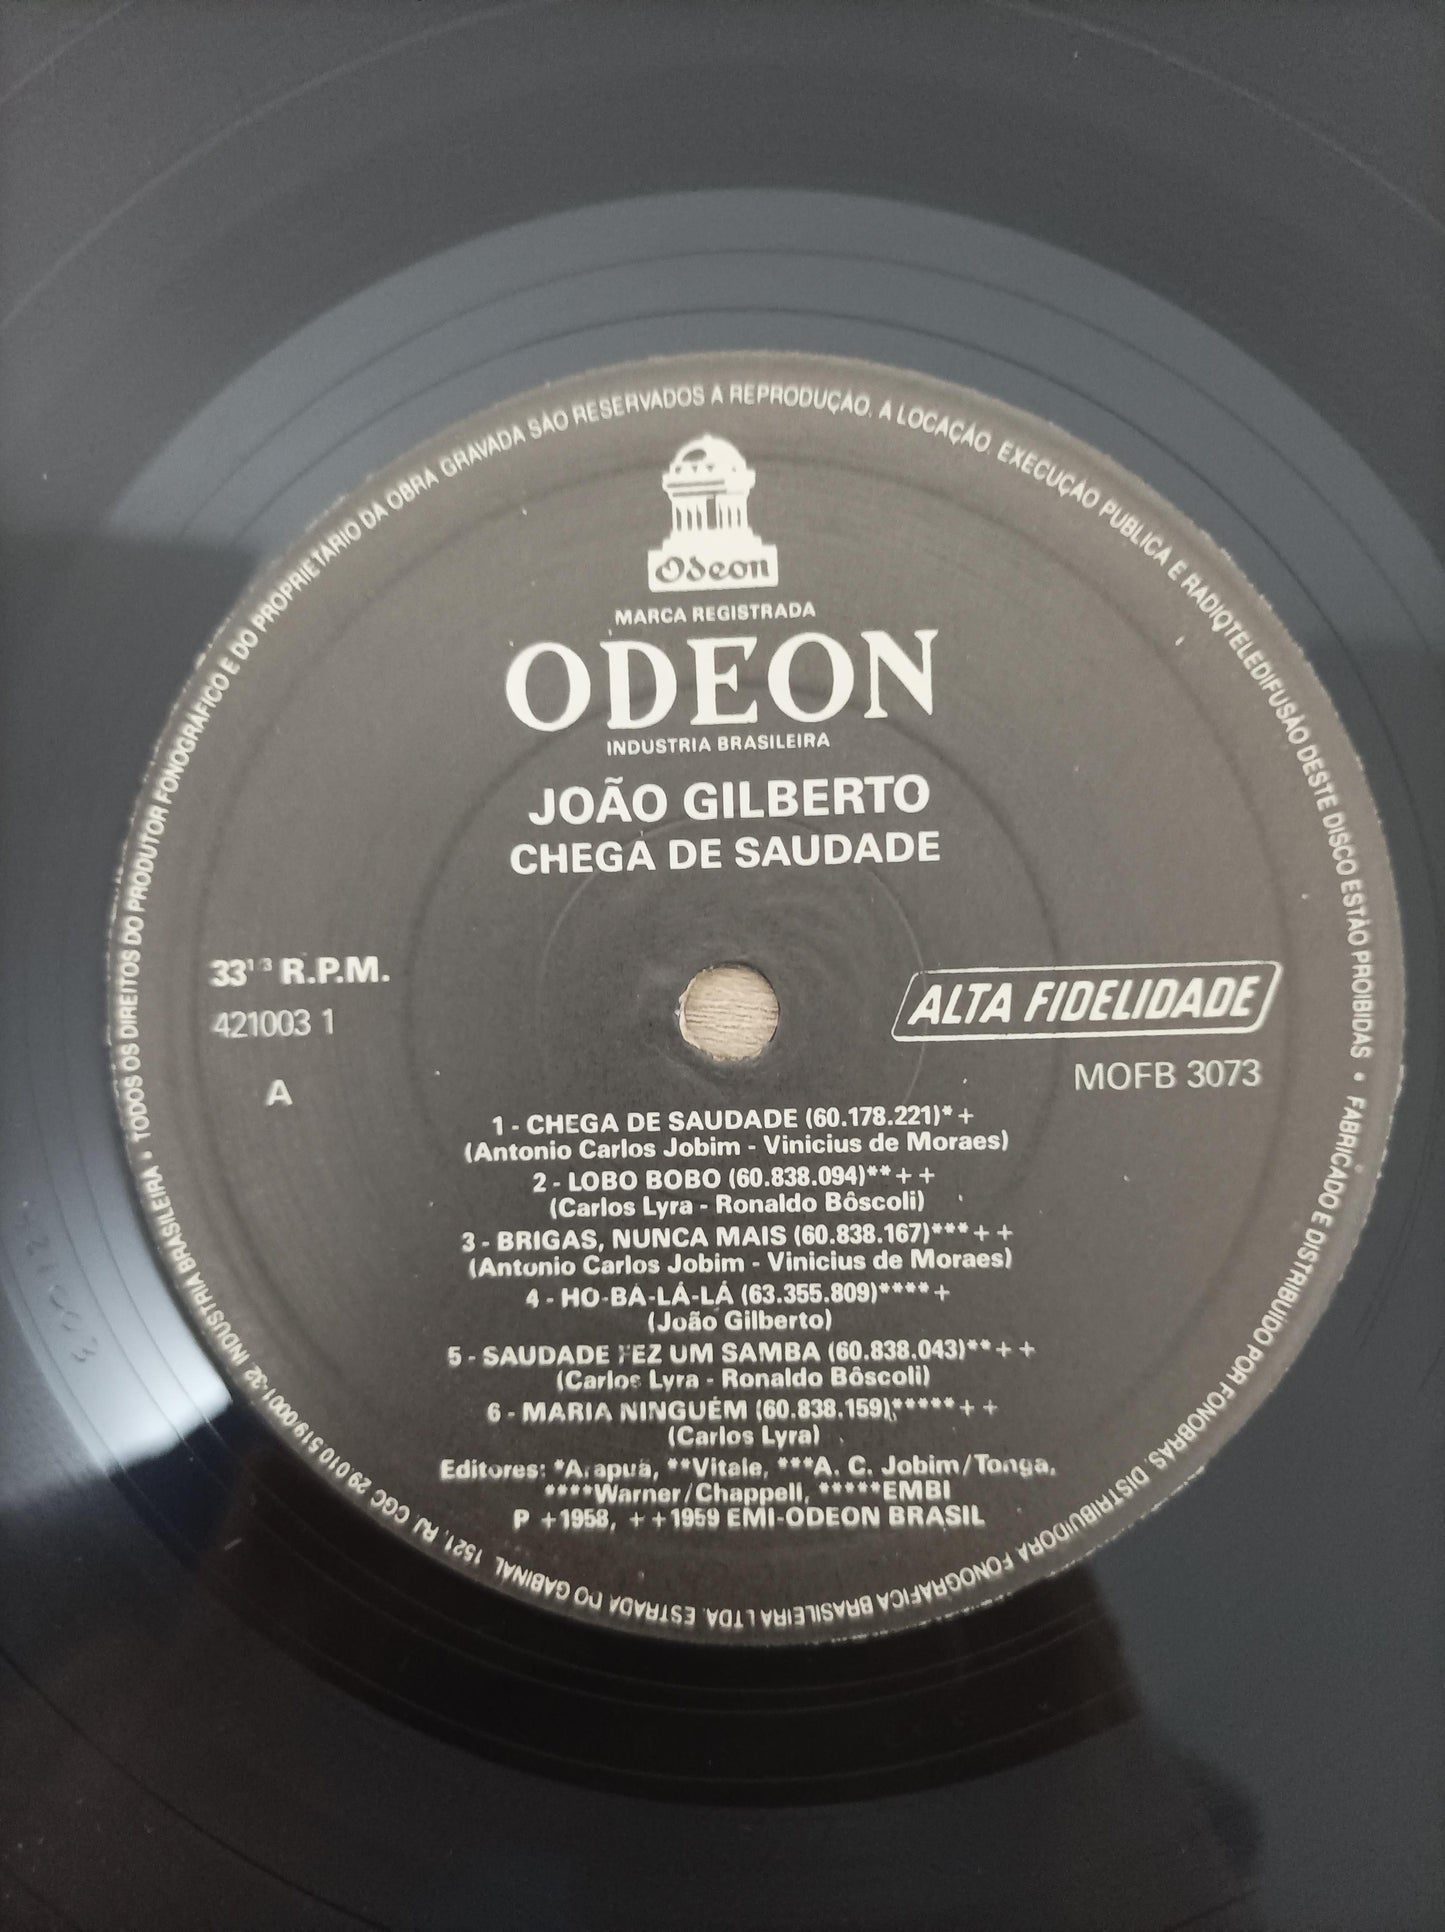 Odeon
MARCA REGISTRADA
ODEON
INDUSTRIA BRASILEIRA
JOÃO GILBERTO
CHEGA DE SAUDADE
33 1/3 R.P.M.
421003 1
A
ALTA FIDELIDADE
MOFB 3073
1 - CHEGA DE SAUDADE (60.178.221)* +
(Antonio Carlos Jobim - Vinicius de Moraes)
2 - LOBO BOBO (60.838.094)** + +
(Carlos Lyra - Ronaldo Bôscoli)
3 - BRIGAS, NUNCA MAIS (60.838.167)*** + +
(Antonio Carlos Jobim - Vinicius de Moraes)
4 - HO-BA-LÁ-LÁ (63.355.809)**** +
(João Gilberto)
5 - SAUDADE FEZ UM SAMBA (60.838.043)** + +
(Carlos Lyra - Ronaldo Bôscoli)
6 - MARIA NINGUÉM (60.838.159)***** + +
(Carlos Lyra)
Editores: *Arapuã, **Vitale, ***A. C. Jobim/Tonga,
****Warner/Chappell, *****EMBI
P +1958, + +1959 EMI-ODEON BRASIL
• TODOS OS DIREITOS DO PRODUTOR FONOGRÁFICO E DO PROPRIETARIO DA OBRA GRAVADA SÃO RESERVADOS A REPRODUÇÃO, A LOCAÇÃO, EXECUÇÃO PUBLICA E RADIOTELEDIFUSÃO DESTE DISCO ESTÃO PROIBIDAS • FABRICADO E DISTRIBUIDO POR FONOBRAS, DISTRIBUIDORA FONOGRAFICA BRASILEIRA LTDA. ESTRADA DO GABINAL 1521, RJ. CGC 29.010.519/0001-32 INDUSTRIA BRASILEIRA